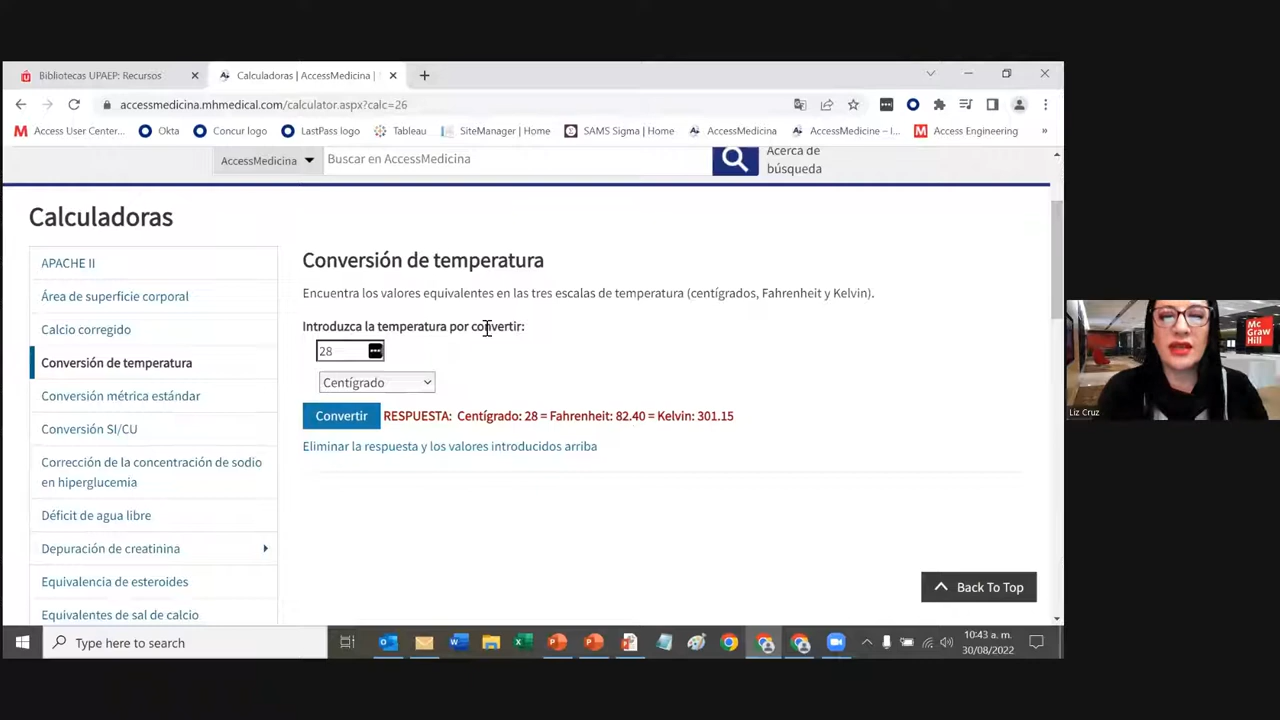 Bibliotecas UPAEP: Recursos
Calculadoras | AccessMedicina |
accessmedicina.mhmedical.com/calculator.aspx?calc=26
Access User Center...
Okta
Concur logo
LastPass logo
Tableau
SiteManager | Home
SAMS Sigma | Home
AccessMedicina
AccessMedicine – I...
Access Engineering
»
AccessMedicina
Buscar en AccessMedicina
Acerca de
búsqueda
Calculadoras
APACHE II
Área de superficie corporal
Calcio corregido
Conversión de temperatura
Conversión métrica estándar
Conversión SI/CU
Corrección de la concentración de sodio
en hiperglucemia
Déficit de agua libre
Depuración de creatinina
Equivalencia de esteroides
Equivalentes de sal de calcio
Conversión de temperatura
Encuentra los valores equivalentes en las tres escalas de temperatura (centígrados, Fahrenheit y Kelvin).
Introduzca la temperatura por convertir:
28
Centígrado
Convertir
RESPUESTA: Centígrado: 28 = Fahrenheit: 82.40 = Kelvin: 301.15
Eliminar la respuesta y los valores introducidos arriba
Back To Top
Mc
Graw
Hill
Liz Cruz
Type here to search
10:43 a. m.
30/08/2022